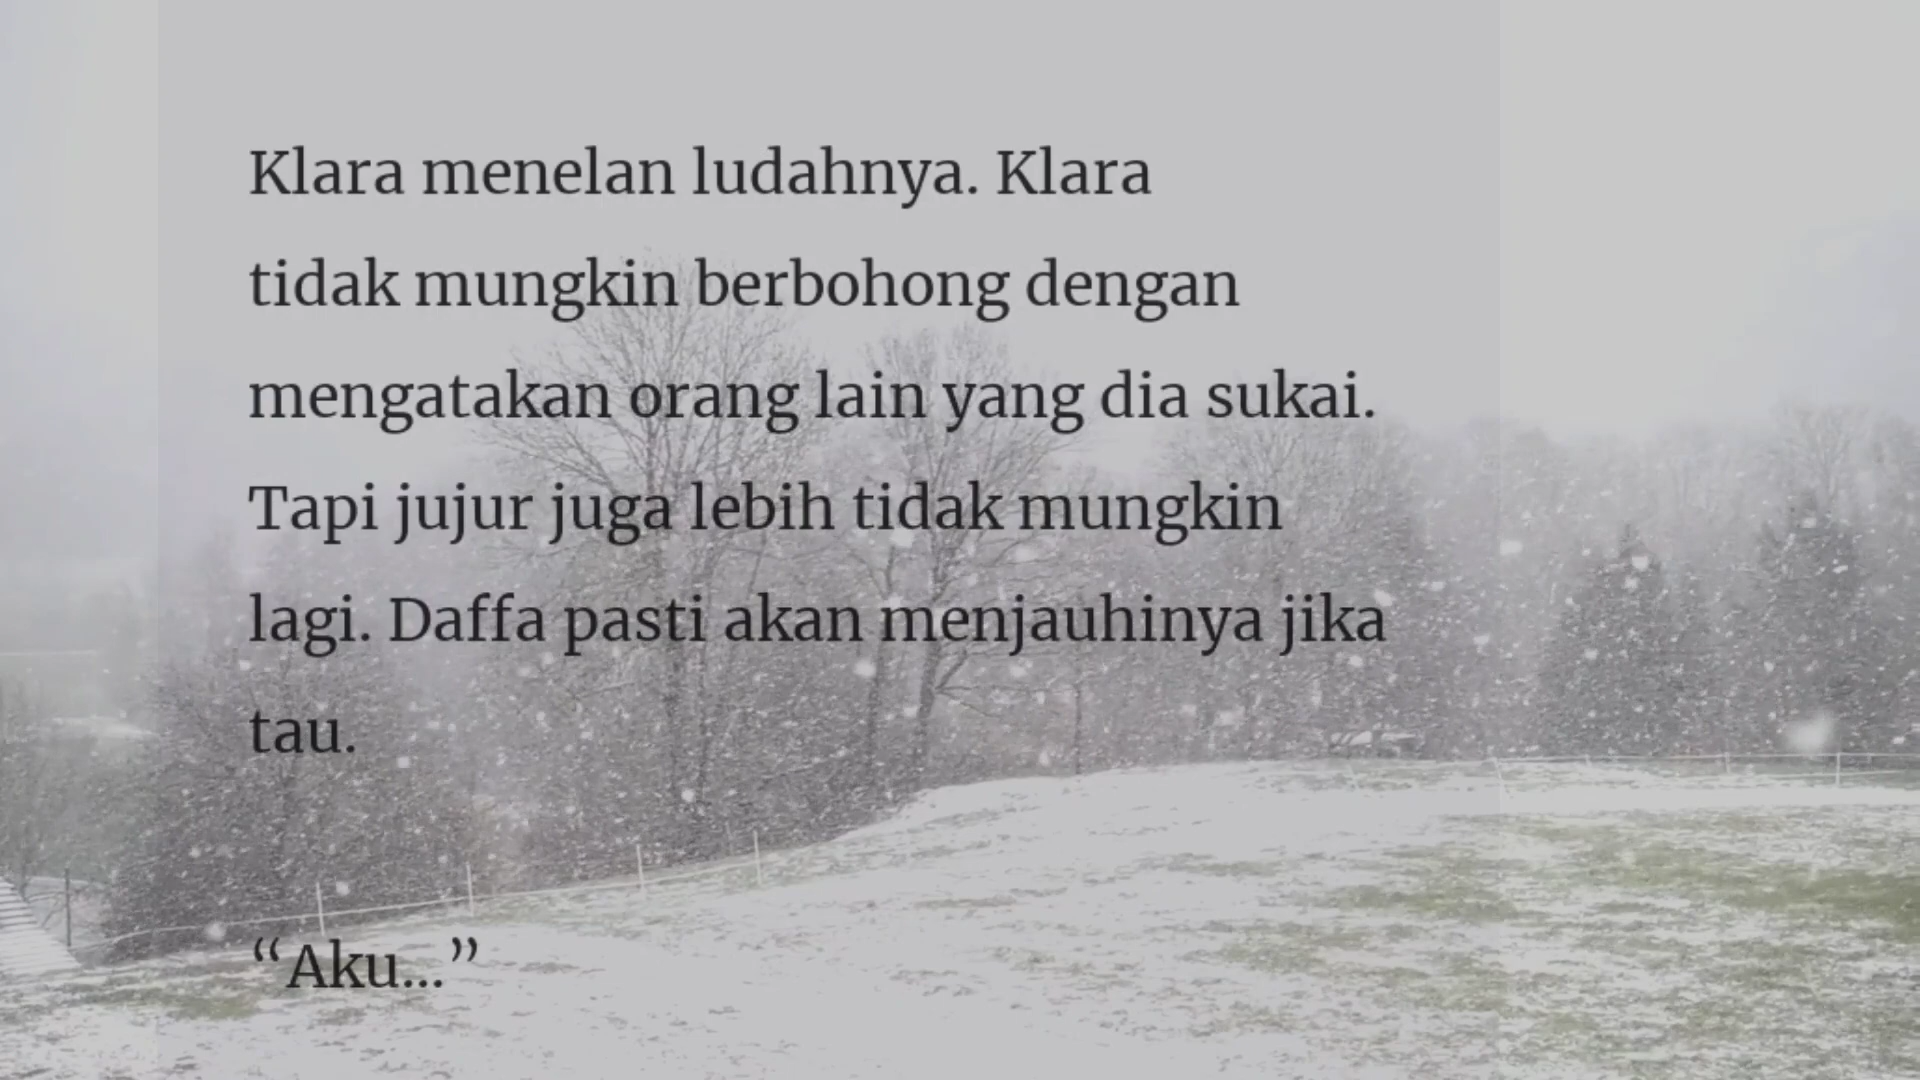 Klara menelan ludahnya. Klara
tidak mungkin berbohong dengan
mengatakan orang lain yang dia sukai.
Tapi jujur juga lebih tidak mungkin
lagi. Daffa pasti akan menjauhinya jika
tau.
“Aku...”